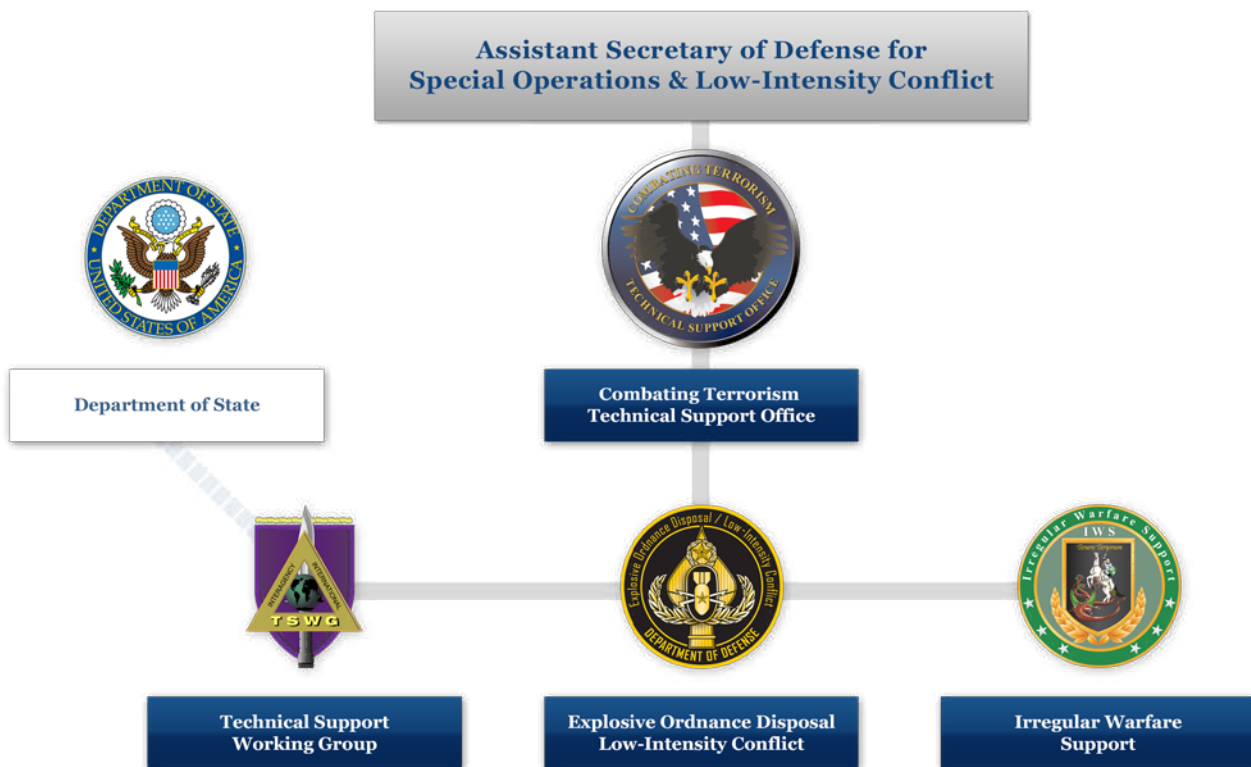 Assistant Secretary of Defense for
Special Operations & Low-Intensity Conflict
DEPARTMENT OF STATE
UNITED STATES OF AMERICA
COMBATING TERRORISM
TECHNICAL SUPPORT OFFICE
Department of State
Combating Terrorism
Technical Support Office
INTERAGENCY
INTERNATIONAL
TSWG
Explosive Ordnance Disposal / Low-Intensity Conflict
DEPARTMENT OF DEFENSE
Irregular Warfare Support
IWS
Technical Support
Working Group
Explosive Ordnance Disposal
Low-Intensity Conflict
Irregular Warfare
Support